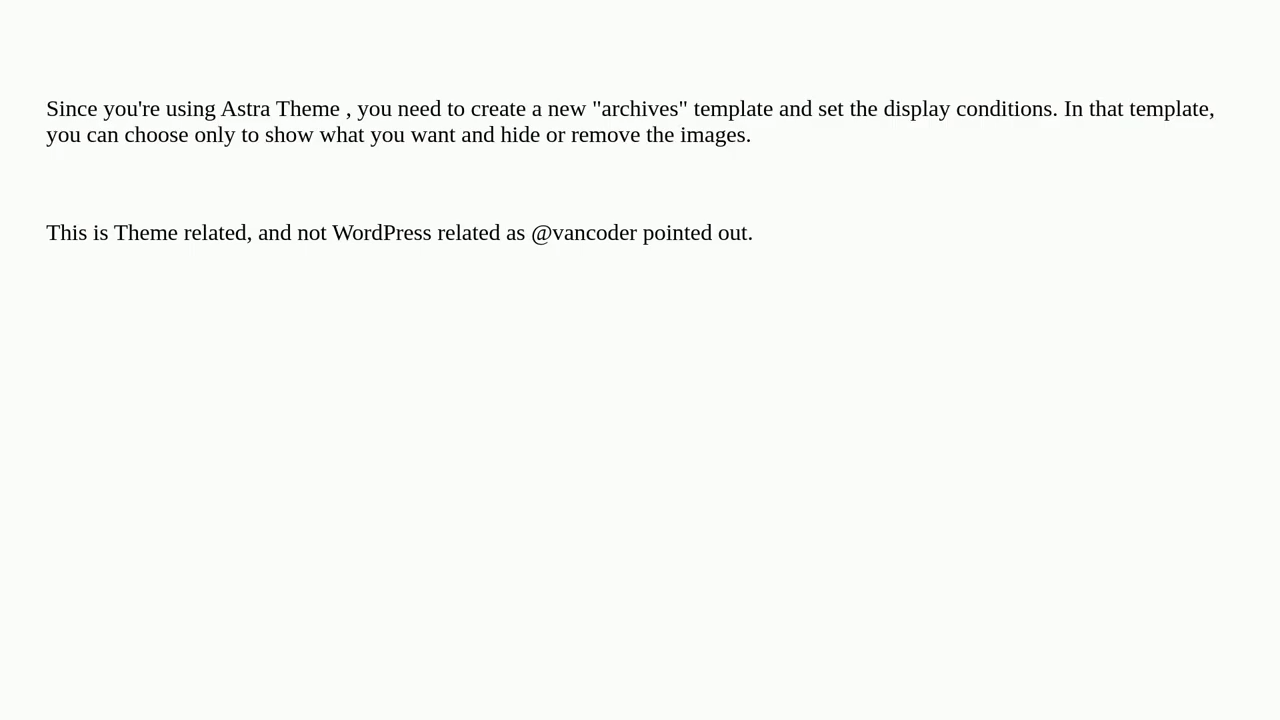 Since you're using Astra Theme , you need to create a new "archives" template and set the display conditions. In that template,
you can choose only to show what you want and hide or remove the images.
This is Theme related, and not WordPress related as @vancoder pointed out.